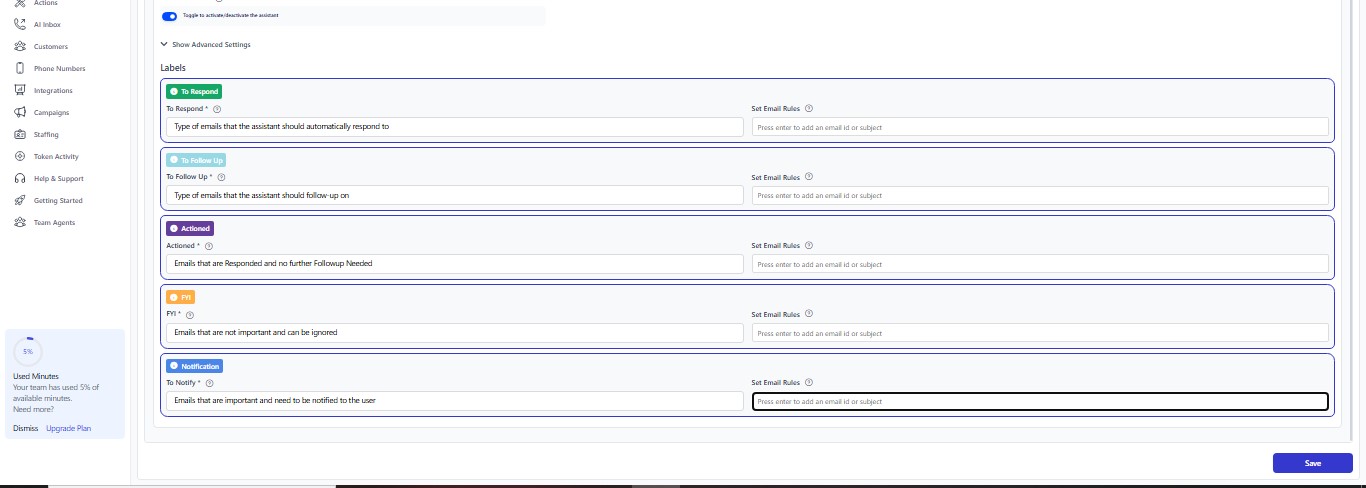 Actions
AI Inbox
Customers
Phone Numbers
Integrations
Campaigns
Staffing
Token Activity
Help & Support
Getting Started
Team Agents
5%
Used Minutes
Your team has used 5% of
available minutes.
Need more?
Dismiss Upgrade Plan
Toggle to activate/deactivate the assistant
Show Advanced Settings
Labels
To Respond
To Respond * Set Email Rules
Type of emails that the assistant should automatically respond to Press enter to add an email id or subject
To Follow Up
To Follow Up * Set Email Rules
Type of emails that the assistant should follow-up on Press enter to add an email id or subject
Actioned
Actioned * Set Email Rules
Emails that are Responded and no further Followup Needed Press enter to add an email id or subject
FYI
FYI * Set Email Rules
Emails that are not important and can be ignored Press enter to add an email id or subject
Notification
To Notify * Set Email Rules
Emails that are important and need to be notified to the user Press enter to add an email id or subject
Save